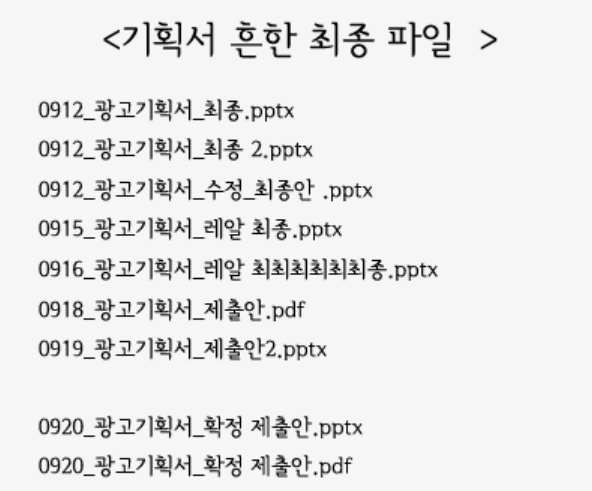 <기획서 흔한 최종 파일 >
0912_광고기획서_최종.pptx
0912_광고기획서_최종 2.pptx
0912_광고기획서_수정_최종안 .pptx
0915_광고기획서_레알 최종.pptx
0916_광고기획서_레알 최최최최최최종.pptx
0918_광고기획서_제출안.pdf
0919_광고기획서_제출안2.pptx
0920_광고기획서_확정 제출안.pptx
0920_광고기획서_확정 제출안.pdf